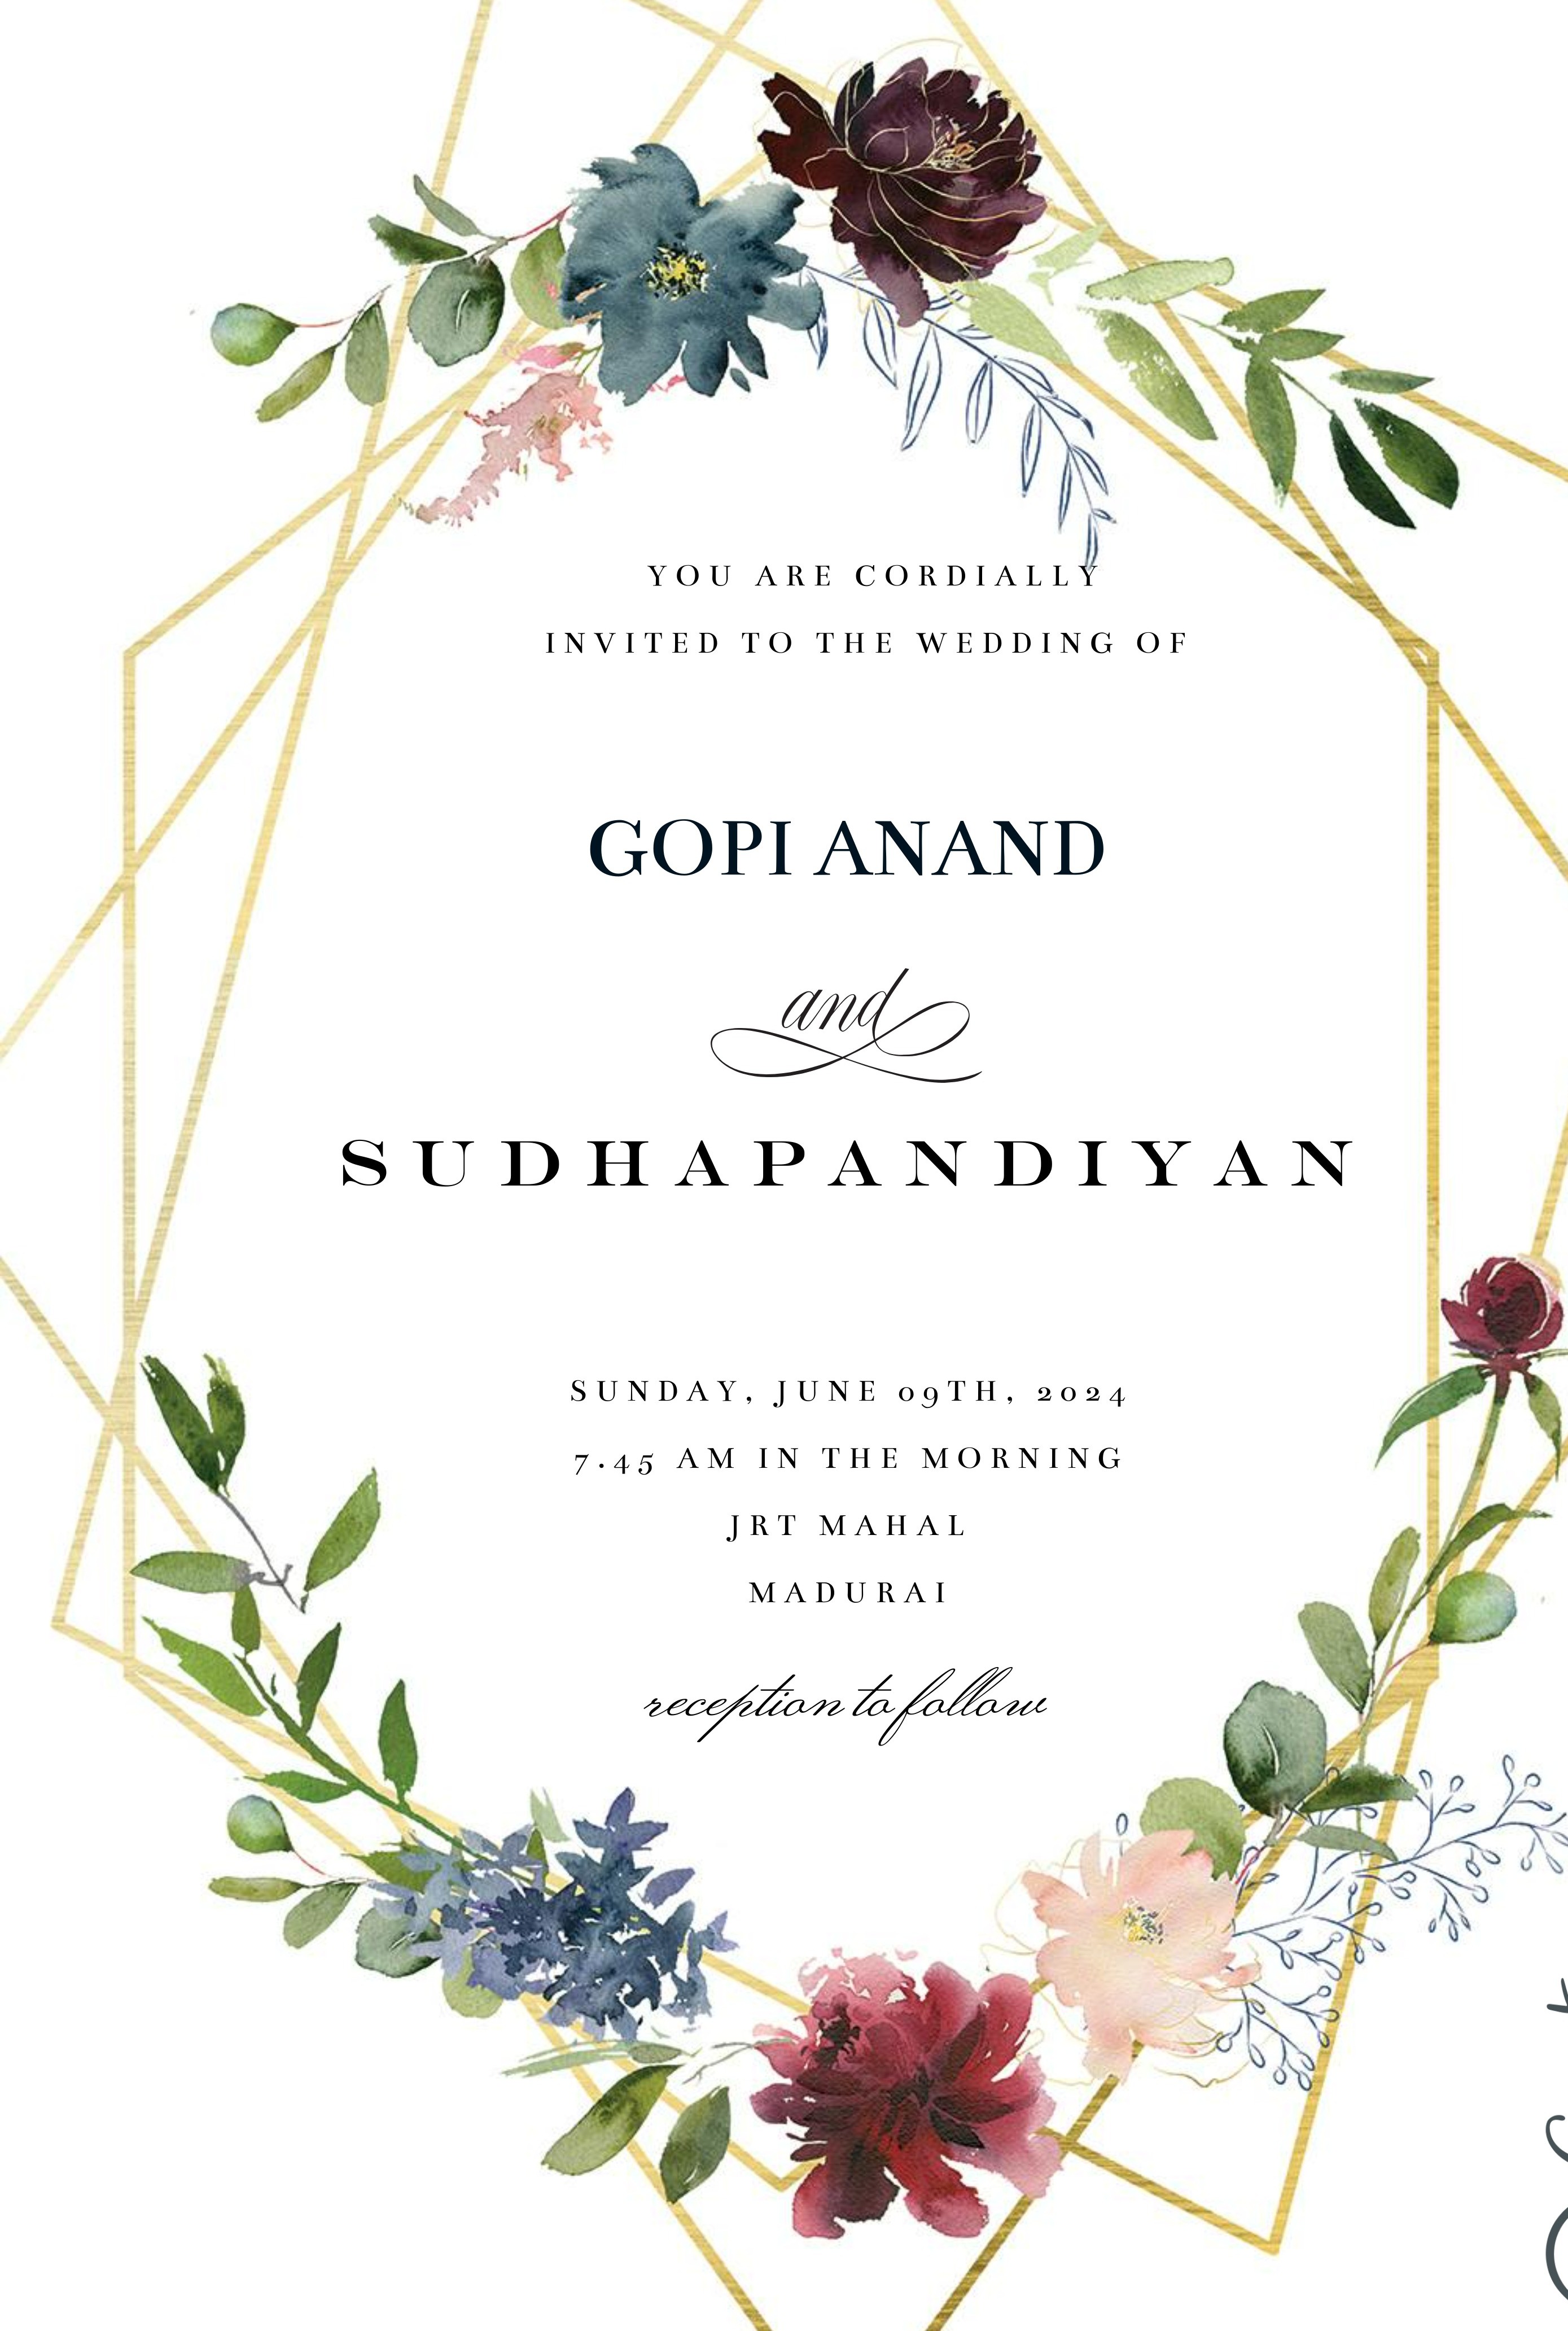 YOU ARE CORDIALLY
INVITED TO THE WEDDING OF
GOPI ANAND
and
SUDHAPANDIYAN
SUNDAY, JUNE 09TH, 2024
7.45 AM IN THE MORNING
JRT MAHAL
MADURAI
reception to follow